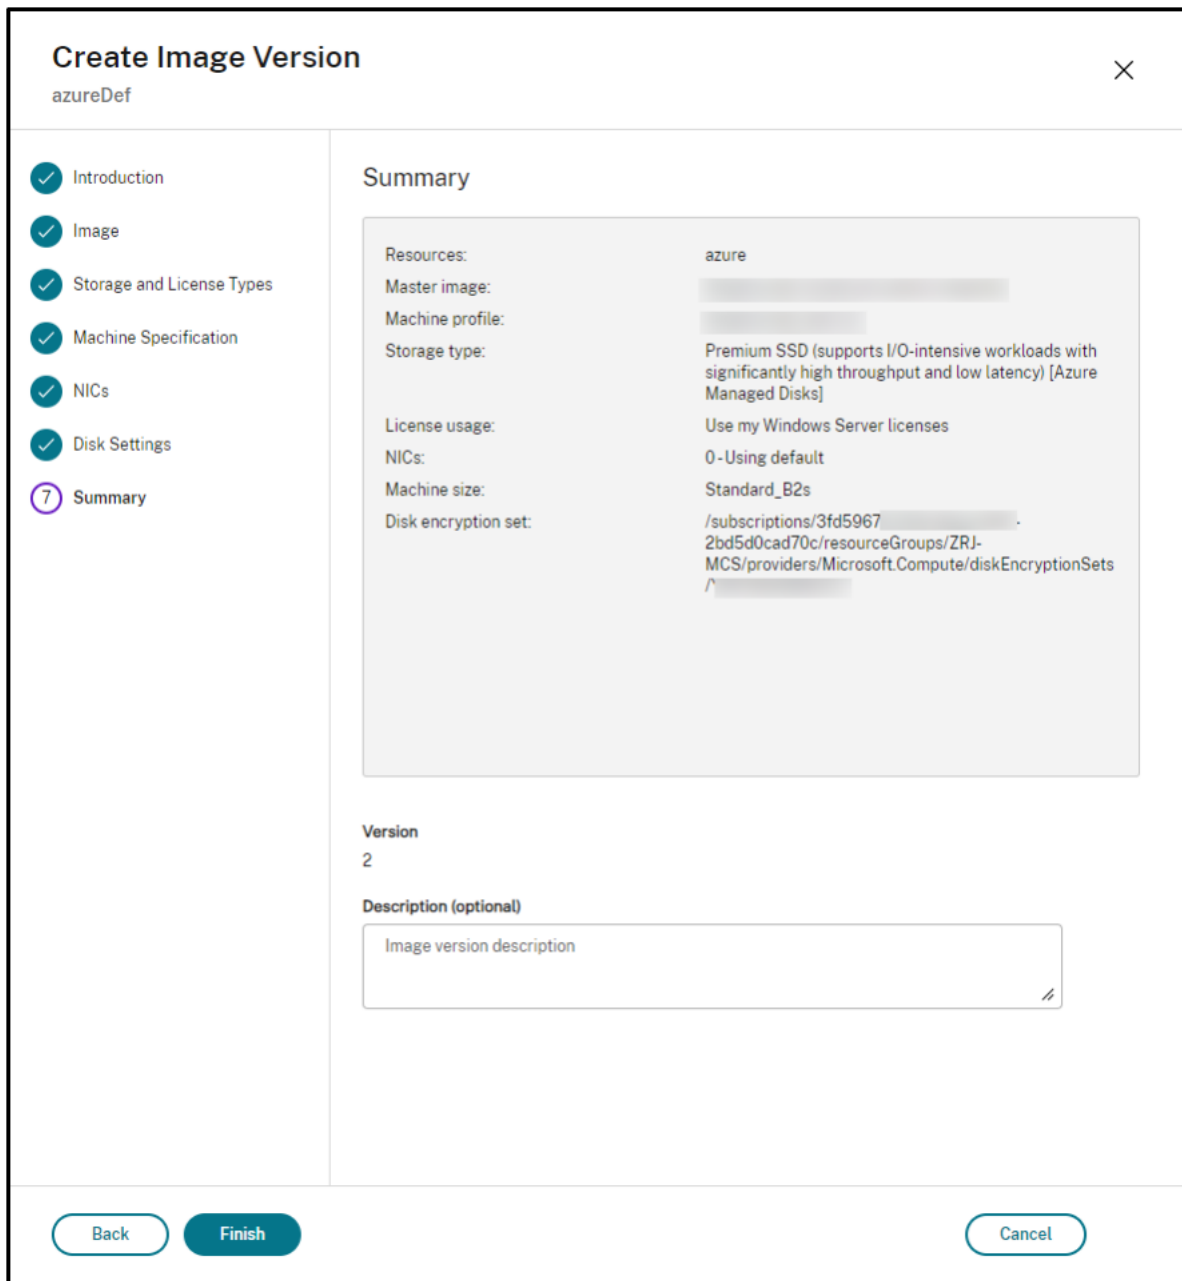 Create Image Version
azureDef
Introduction
Image
Storage and License Types
Machine Specification
NICs
Disk Settings
7 Summary
Summary
Resources: azure
Master image:
Machine profile:
Storage type: Premium SSD (supports I/O-intensive workloads with
significantly high throughput and low latency) [Azure
Managed Disks]
License usage: Use my Windows Server licenses
NICs: 0 - Using default
Machine size: Standard_B2s
Disk encryption set: /subscriptions/3fd5967 -
2bd5d0cad70c/resourceGroups/ZRJ-
MCS/providers/Microsoft.Compute/diskEncryptionSets
/
Version
2
Description (optional)
Image version description
Back
Finish
Cancel